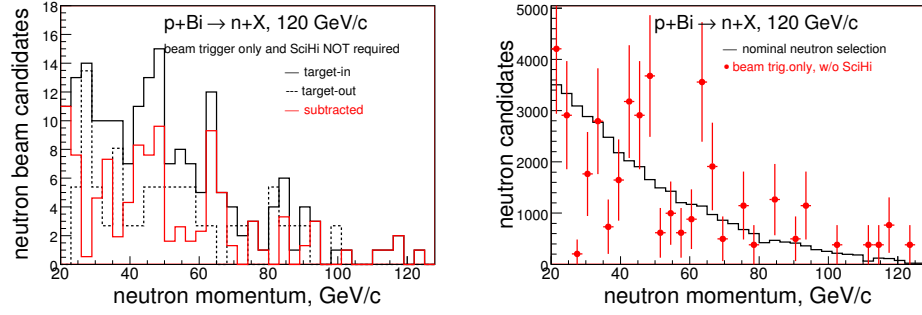 p+Bi→ n+X, 120 GeV/c
beam trigger only and SciHi NOT required
target-in
target-out
subtracted
neutron beam candidates
18
16
14
12
10
8
6
4
2
0
20 40 60 80 100 120
neutron momentum, GeV/c
p+Bi→ n+X, 120 GeV/c
nominal neutron selection
beam trig.only, w/o SciHi
neutron candidates
5000
4000
3000
2000
1000
0
20 40 60 80 100 120
neutron momentum, GeV/c